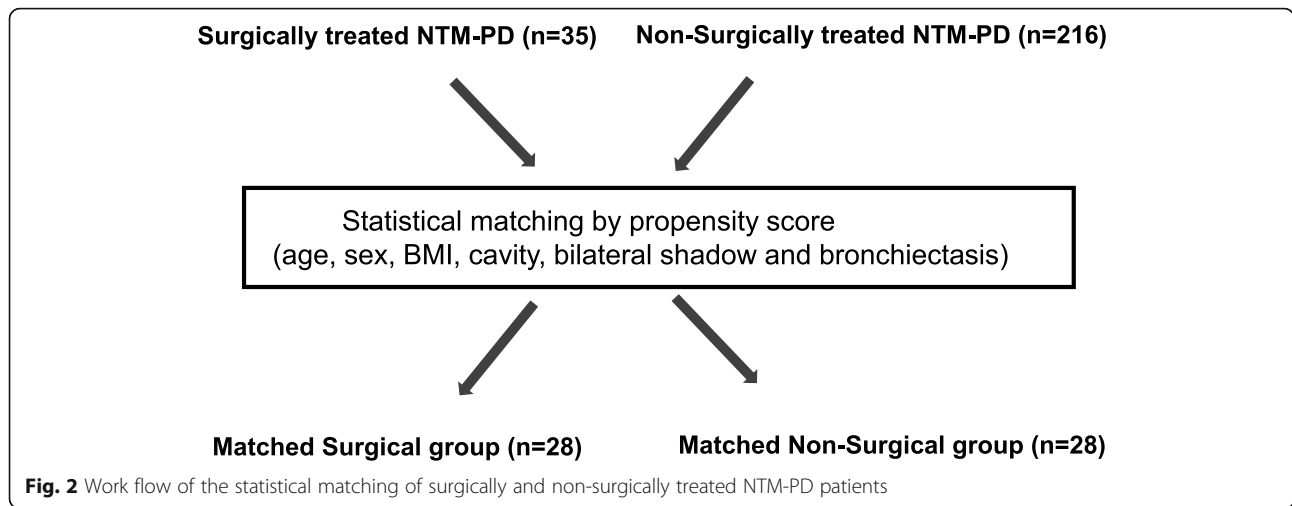 Surgically treated NTM-PD (n=35) Non-Surgically treated NTM-PD (n=216)
Statistical matching by propensity score
(age, sex, BMI, cavity, bilateral shadow and bronchiectasis)
Matched Surgical group (n=28) Matched Non-Surgical group (n=28)
Fig. 2 Work flow of the statistical matching of surgically and non-surgically treated NTM-PD patients